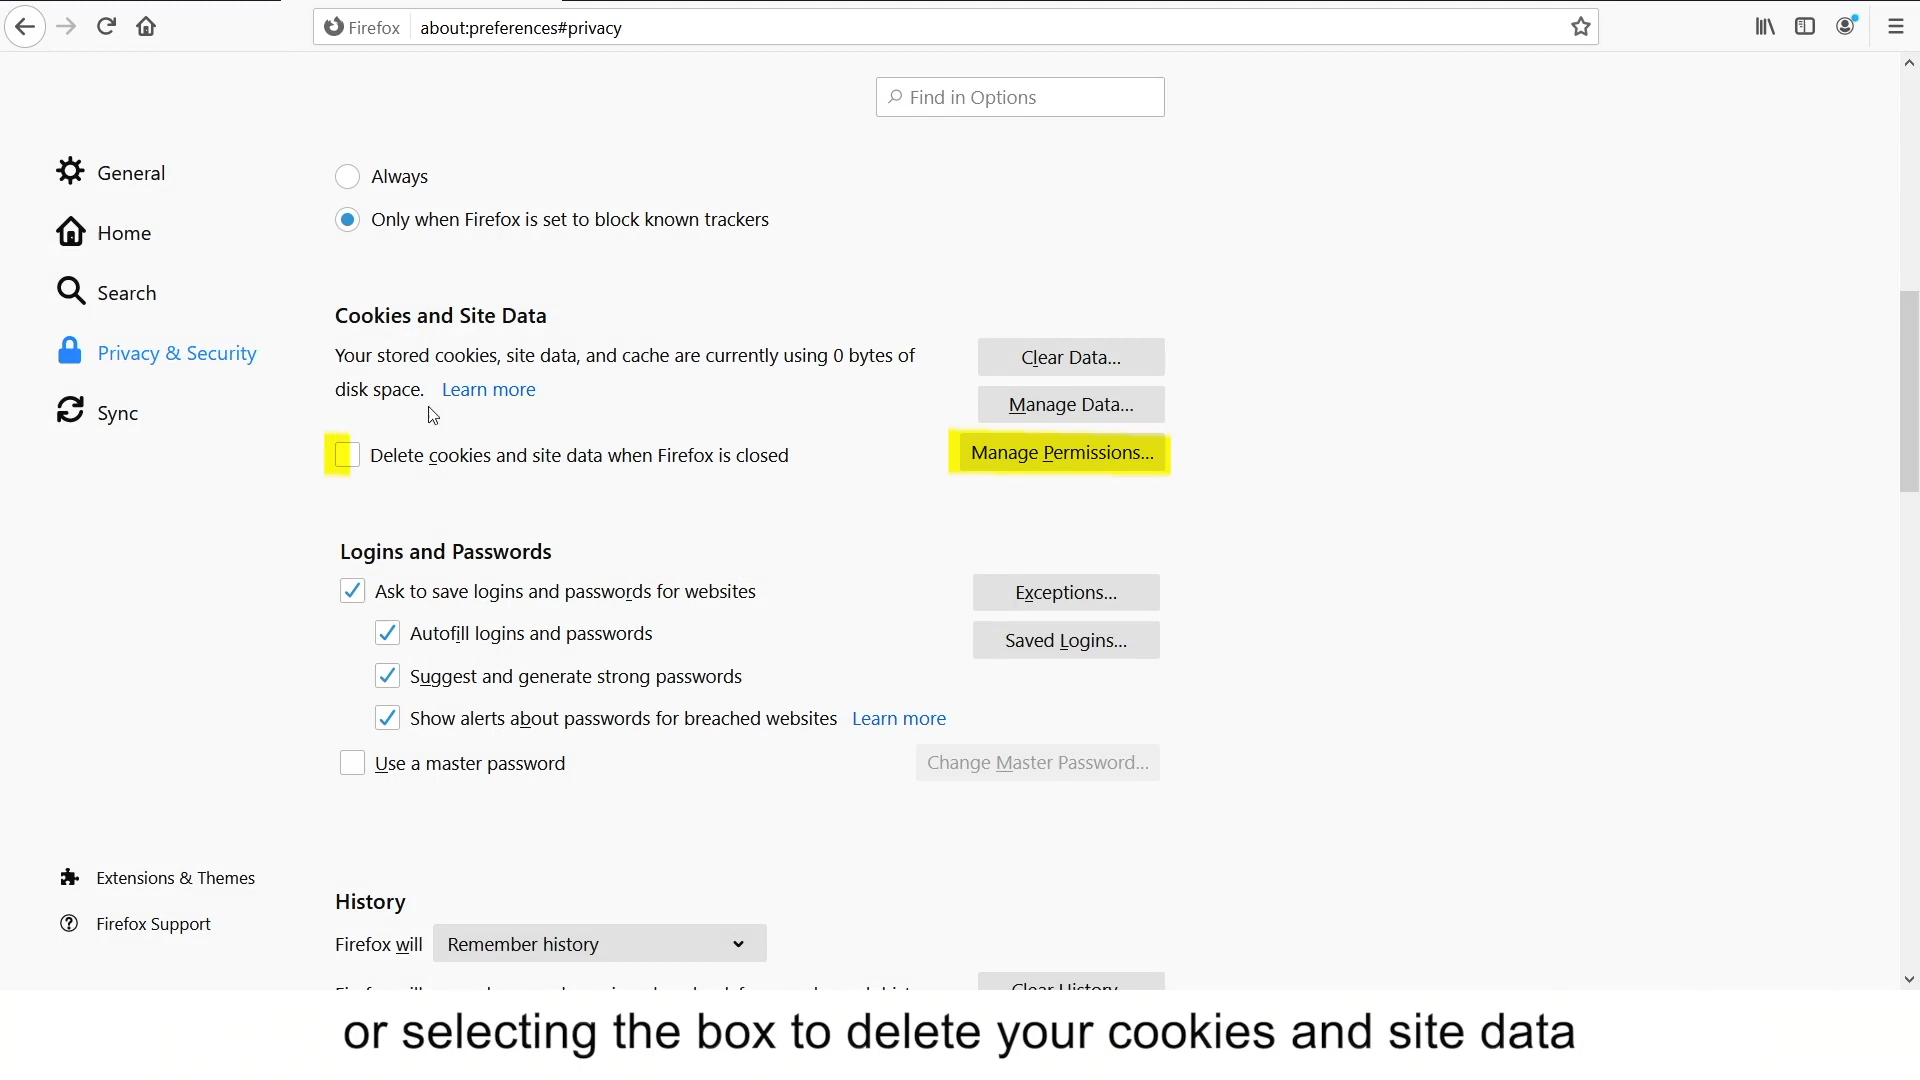 Firefox about:preferences#privacy
Find in Options
General
Home
Search
Privacy & Security
Sync
Extensions & Themes
Firefox Support
Always
Only when Firefox is set to block known trackers
Cookies and Site Data
Your stored cookies, site data, and cache are currently using 0 bytes of
disk space. Learn more
Clear Data...
Manage Data...
Delete cookies and site data when Firefox is closed
Manage Permissions...
Logins and Passwords
Ask to save logins and passwords for websites
Exceptions...
Autofill logins and passwords
Saved Logins...
Suggest and generate strong passwords
Show alerts about passwords for breached websites Learn more
Use a master password
Change Master Password...
History
Firefox will Remember history
Clear History
or selecting the box to delete your cookies and site data